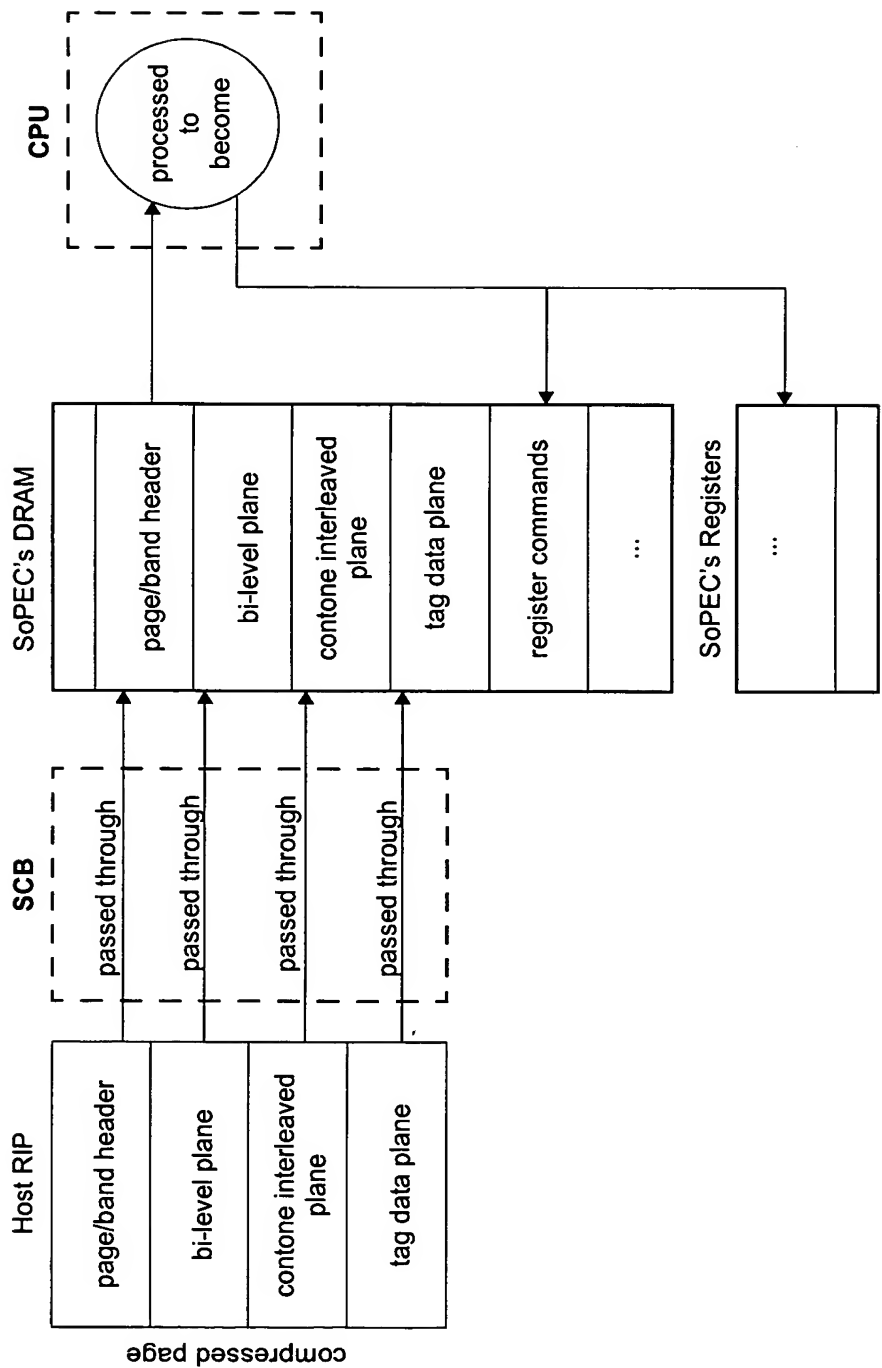 Host RIP
compressed page
page/band header
bi-level plane
contone interleaved
plane
tag data plane
SCB
passed through
passed through
passed through
passed through
SoPEC's DRAM
page/band header
bi-level plane
contone interleaved
plane
tag data plane
register commands
...
SoPEC's Registers
...
CPU
processed
to
become